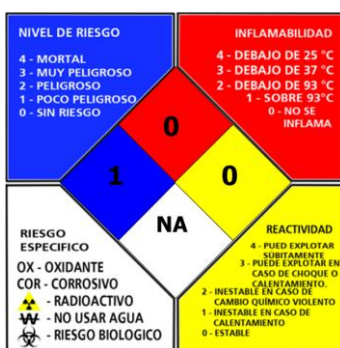 NIVEL DE RIESGO
4 - MORTAL
3 - MUY PELIGROSO
2 - PELIGROSO
1 - POCO PELIGROSO
0 - SIN RIESGO
INFLAMABILIDAD
4 - DEBAJO DE 25 °C
3 - DEBAJO DE 37 °C
2 - DEBAJO DE 93 °C
1 - SOBRE 93°C
0 - NO SE
INFLAMA
0
1
0
NA
RIESGO
ESPECIFICO
OX - OXIDANTE
COR - CORROSIVO
- RADIOACTIVO
W - NO USAR AGUA
- RIESGO BIOLOGICO
REACTIVIDAD
4 - PUED EXPLOTAR
SÚBITAMENTE
3 - PUEDE EXPLOTAR EN
CASO DE CHOQUE O
CALENTAMIENTO.
2 - INESTABLE EN CASO DE
CAMBIO QUÍMICO VIOLENTO
1 - INESTABLE EN CASO DE
CALENTAMIENTO
0 - ESTABLE